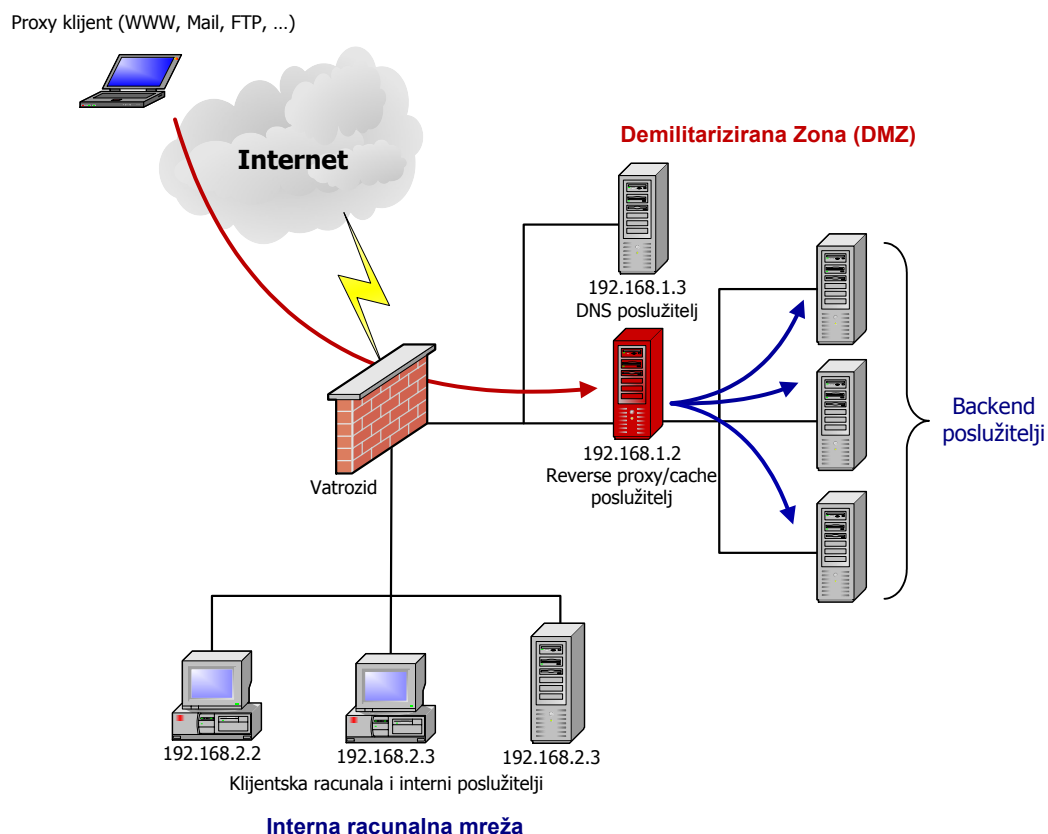 Proxy klijent (WWW, Mail, FTP, ...)
Internet
Demilitarizirana Zona (DMZ)
192.168.1.3
DNS poslužitelj
192.168.1.2
Reverse proxy/cache
poslužitelj
Backend
poslužitelji
Vatrozid
192.168.2.2
192.168.2.3
192.168.2.3
Klijentska racunala i interni poslužitelji
Interna racunalna mreža